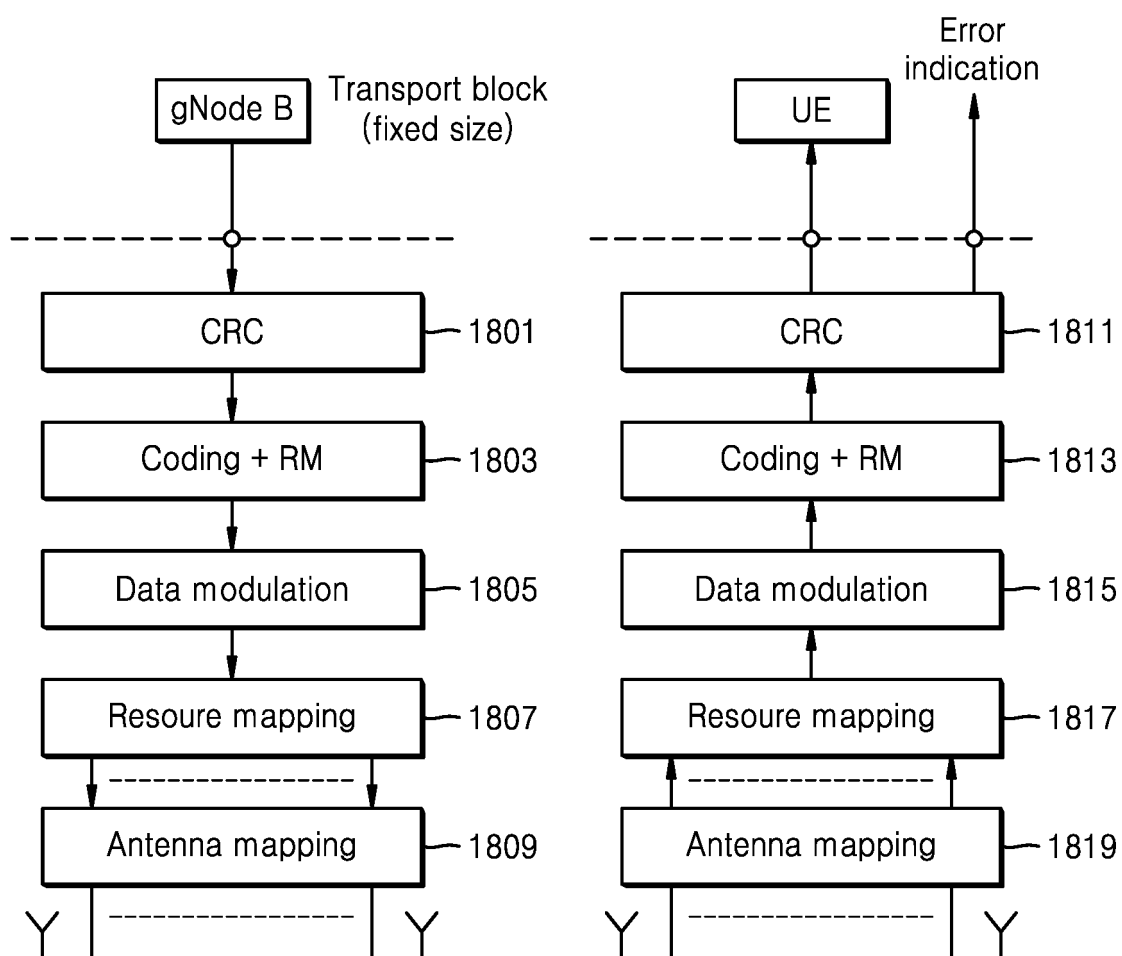 gNode B
Transport block
(fixed size)
CRC
1801
Coding + RM
1803
Data modulation
1805
Resoure mapping
1807
Antenna mapping
1809
Error
indication
UE
CRC
1811
Coding + RM
1813
Data modulation
1815
Resoure mapping
1817
Antenna mapping
1819